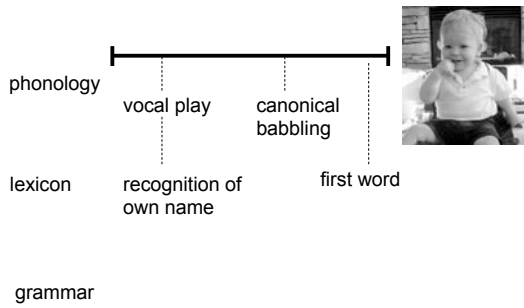 phonology
vocal play
canonical
babbling
lexicon
recognition of
own name
first word
grammar